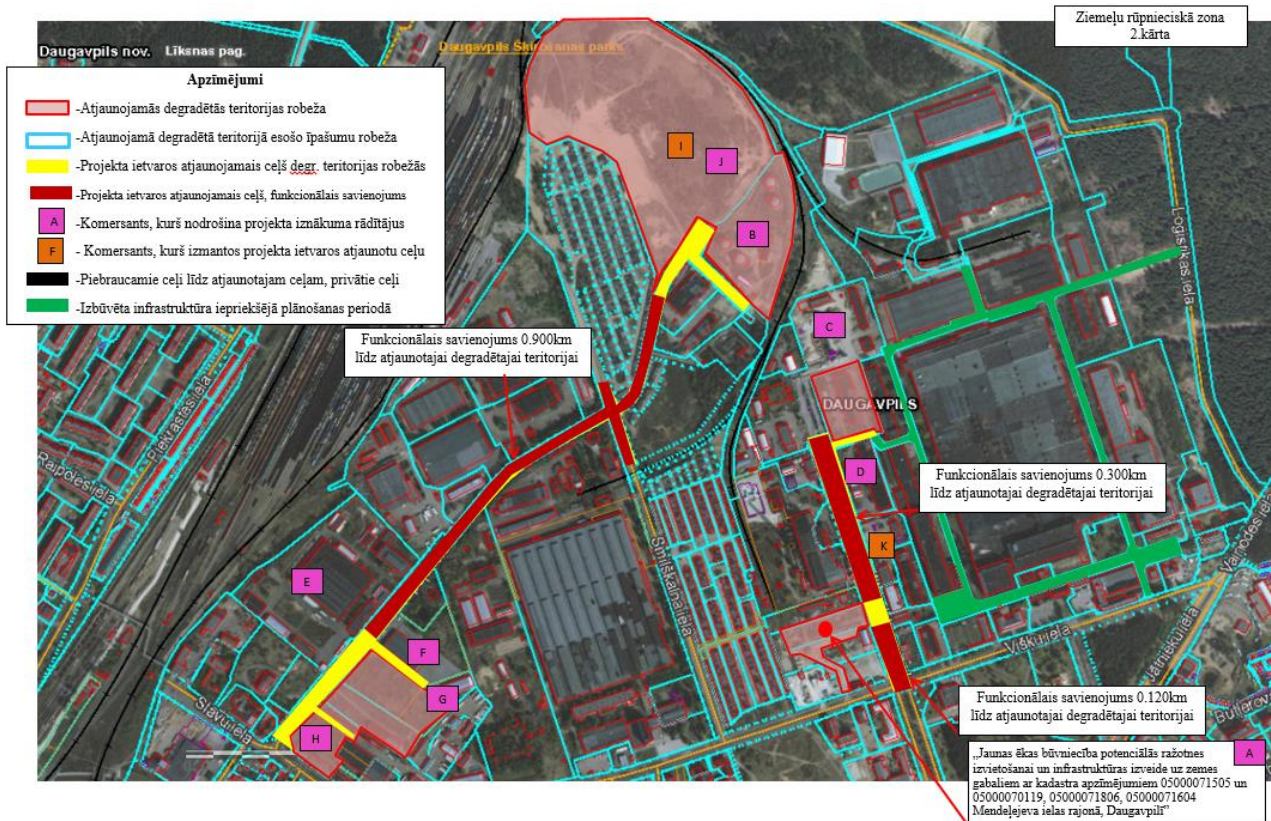 Ziemeļu rūpnieciskā zona
2.kārta
Daugavpils nov.
Līksnas pag.
Daugavpils Šķirošanas parks
Apzīmējumi
-Atjaunojamās degradētās teritorijas robeža
-Atjaunojamā degradētā teritorijā esošo īpašumu robeža
-Projekta ietvaros atjaunojamais ceļš degr. teritorijas robežās
-Projekta ietvaros atjaunojamais ceļš, funkcionālais savienojums
A -Komersants, kurš nodrošina projekta iznākuma rādītājus
F - Komersants, kurš izmantos projekta ietvaros atjaunotu ceļu
-Piebraucamie ceļi līdz atjaunotajam ceļam, privātie ceļi
-Izbūvēta infrastruktūra iepriekšējā plānošanas periodā
I
J
B
C
Loģistikas iela
Funkcionālais savienojums 0.900km
līdz atjaunotajai degradētajai teritorijai
DAUGAVPILS
Piekrastes iela
Raipoles iela
D
Funkcionālais savienojums 0.300km
līdz atjaunotajai degradētajai teritorijai
K
E
Smilškalna iela
Vaiņodes iela
F
G
H
Slāvu iela
Višķu iela
Jātnieku iela
Funkcionālais savienojums 0.120km
līdz atjaunotajai degradētajai teritorijai
„Jaunas ēkas būvniecība potenciālās ražotnes
izvietošanai un infrastruktūras izveide uz zemes
gabaliem ar kadastra apzīmējumiem 05000071505 un
05000070119, 05000071806, 05000071604
Mendeļejeva ielas rajonā, Daugavpilī”
A